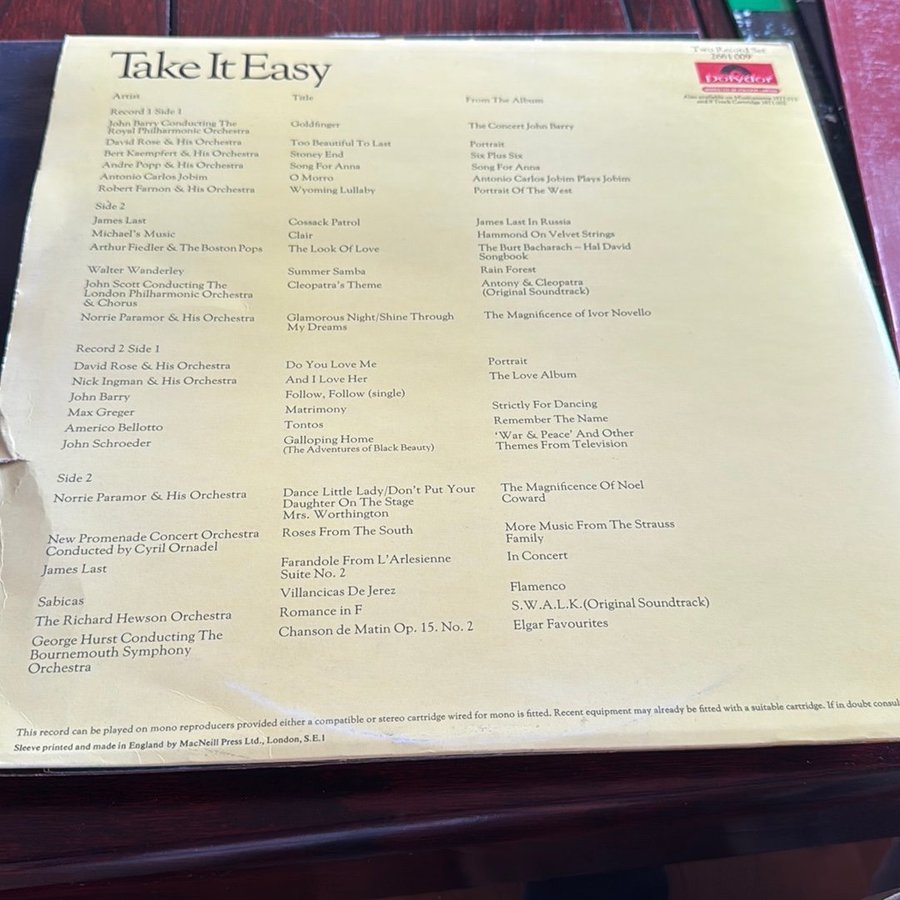 Take It Easy
Two Record Set
2661 009
polydor
Artist Title From The Album
Record 1 Side 1
John Barry Conducting The Goldfinger The Concert John Barry
Royal Philharmonic Orchestra
David Rose & His Orchestra Too Beautiful To Last Portrait
Bert Kaempfert & His Orchestra Stoney End Six Plus Six
Andre Popp & His Orchestra Song For Anna Song For Anna
Antonio Carlos Jobim O Morro Antonio Carlos Jobim Plays Jobim
Robert Farnon & His Orchestra Wyoming Lullaby Portrait Of The West
Side 2
James Last Cossack Patrol James Last In Russia
Michael's Music Clair Hammond On Velvet Strings
Arthur Fiedler & The Boston Pops The Look Of Love The Burt Bacharach – Hal David
Songbook
Walter Wanderley Summer Samba Rain Forest
John Scott Conducting The Cleopatra's Theme Antony & Cleopatra
London Philharmonic Orchestra (Original Soundtrack)
& Chorus
Norrie Paramor & His Orchestra Glamorous Night/Shine Through The Magnificence of Ivor Novello
My Dreams
Record 2 Side 1
David Rose & His Orchestra Do You Love Me Portrait
Nick Ingman & His Orchestra And I Love Her The Love Album
John Barry Follow, Follow (single)
Max Greger Matrimony Strictly For Dancing
Americo Bellotto Tontos Remember The Name
John Schroeder Galloping Home 'War & Peace' And Other
(The Adventures of Black Beauty) Themes From Television
Side 2
Norrie Paramor & His Orchestra Dance Little Lady/Don't Put Your The Magnificence Of Noel
Daughter On The Stage Coward
Mrs. Worthington
New Promenade Concert Orchestra Roses From The South More Music From The Strauss
Conducted by Cyril Ornadel Family
James Last Farandole From L'Arlesienne In Concert
Suite No. 2
Sabicas Villancicas De Jerez Flamenco
The Richard Hewson Orchestra Romance in F S.W.A.L.K.(Original Soundtrack)
George Hurst Conducting The Chanson de Matin Op. 15. No. 2 Elgar Favourites
Bournemouth Symphony
Orchestra
This record can be played on mono reproducers provided either a compatible or stereo cartridge wired for mono is fitted. Recent equipment may already be fitted with a suitable cartridge. If in doubt consul
Sleeve printed and made in England by MacNeill Press Ltd., London, S.E.1